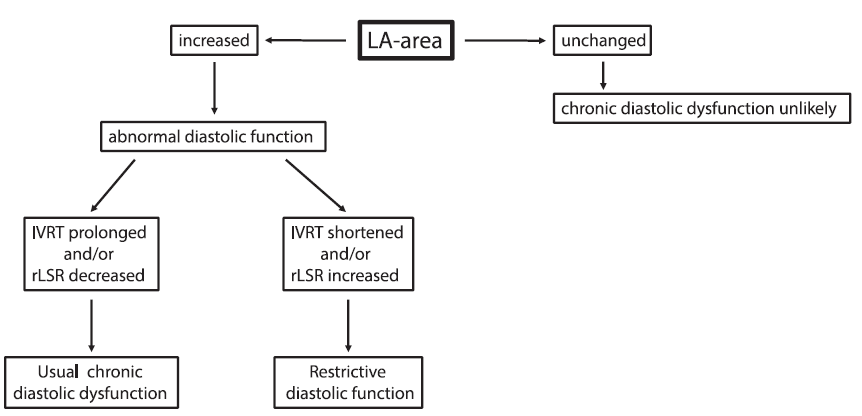 increased
LA-area
unchanged
chronic diastolic dysfunction unlikely
abnormal diastolic function
IVRT prolonged
and/or
rLSR decreased
IVRT shortened
and/or
rLSR increased
Usual chronic
diastolic dysfunction
Restrictive
diastolic function